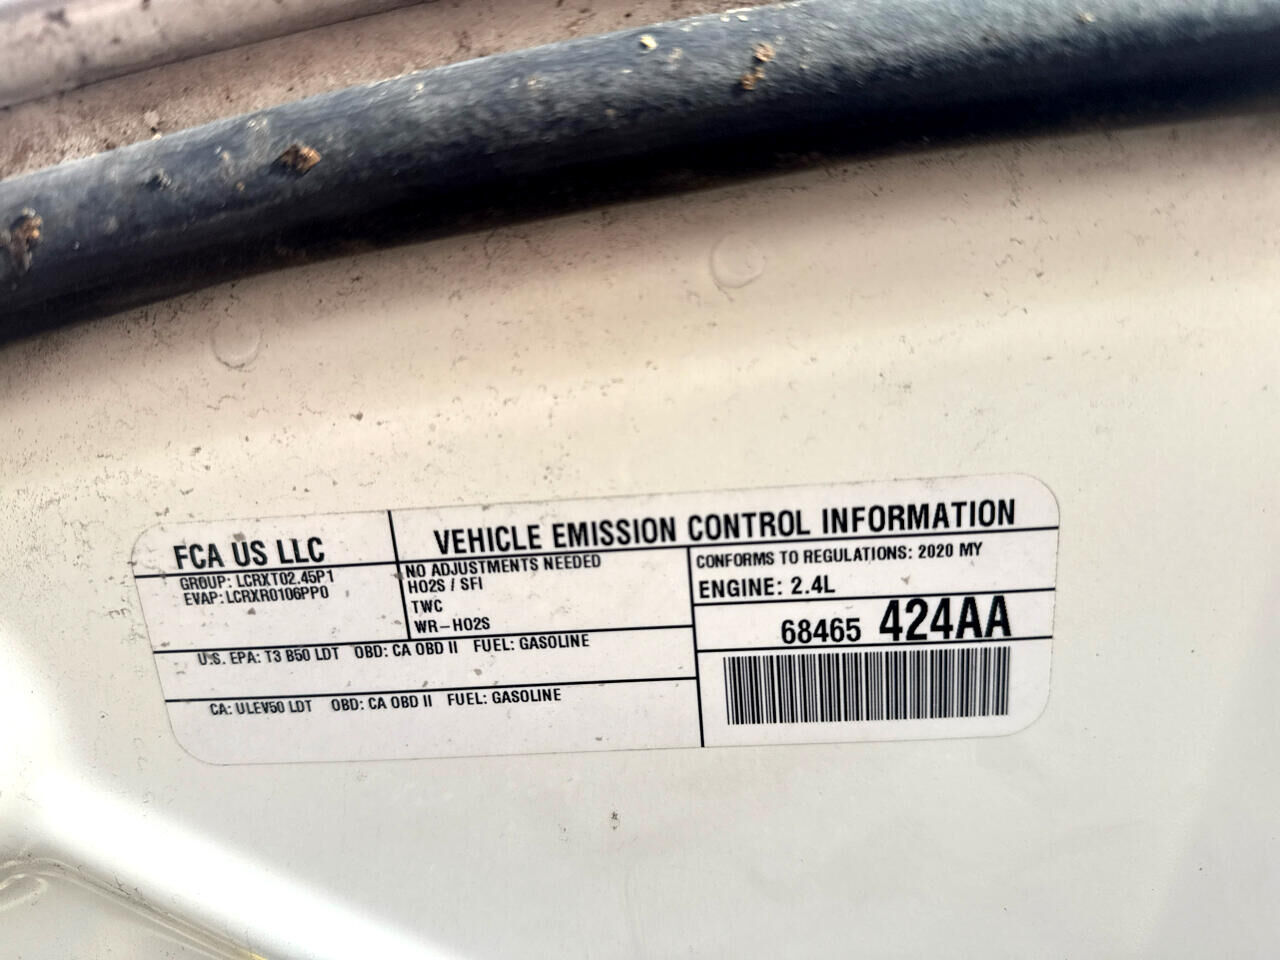 FCA US LLC
GROUP: LCRXT02.45P1
EVAP: LCRXR0106PP0
VEHICLE EMISSION CONTROL INFORMATION
NO ADJUSTMENTS NEEDED
HO2S / SFI
TWC
WR-HO2S
CONFORMS TO REGULATIONS: 2020 MY
ENGINE: 2.4L
68465 424AA
U.S. EPA: T3 B50 LDT OBD: CA OBD II FUEL: GASOLINE
CA: ULEV50 LDT OBD: CA OBD II FUEL: GASOLINE